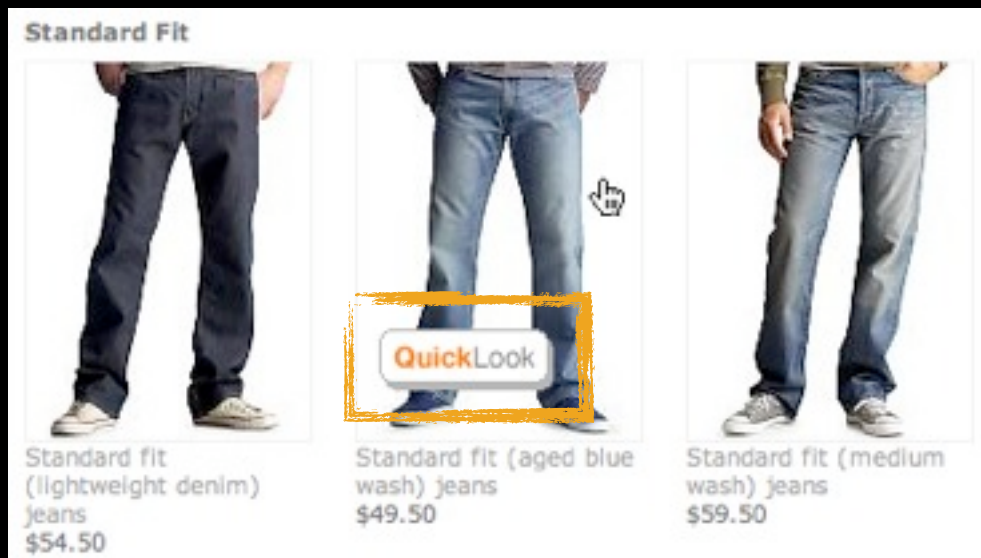 Standard Fit
QuickLook
Standard fit
(lightweight denim)
jeans
$54.50
Standard fit (aged blue
wash) jeans
$49.50
Standard fit (medium
wash) jeans
$59.50